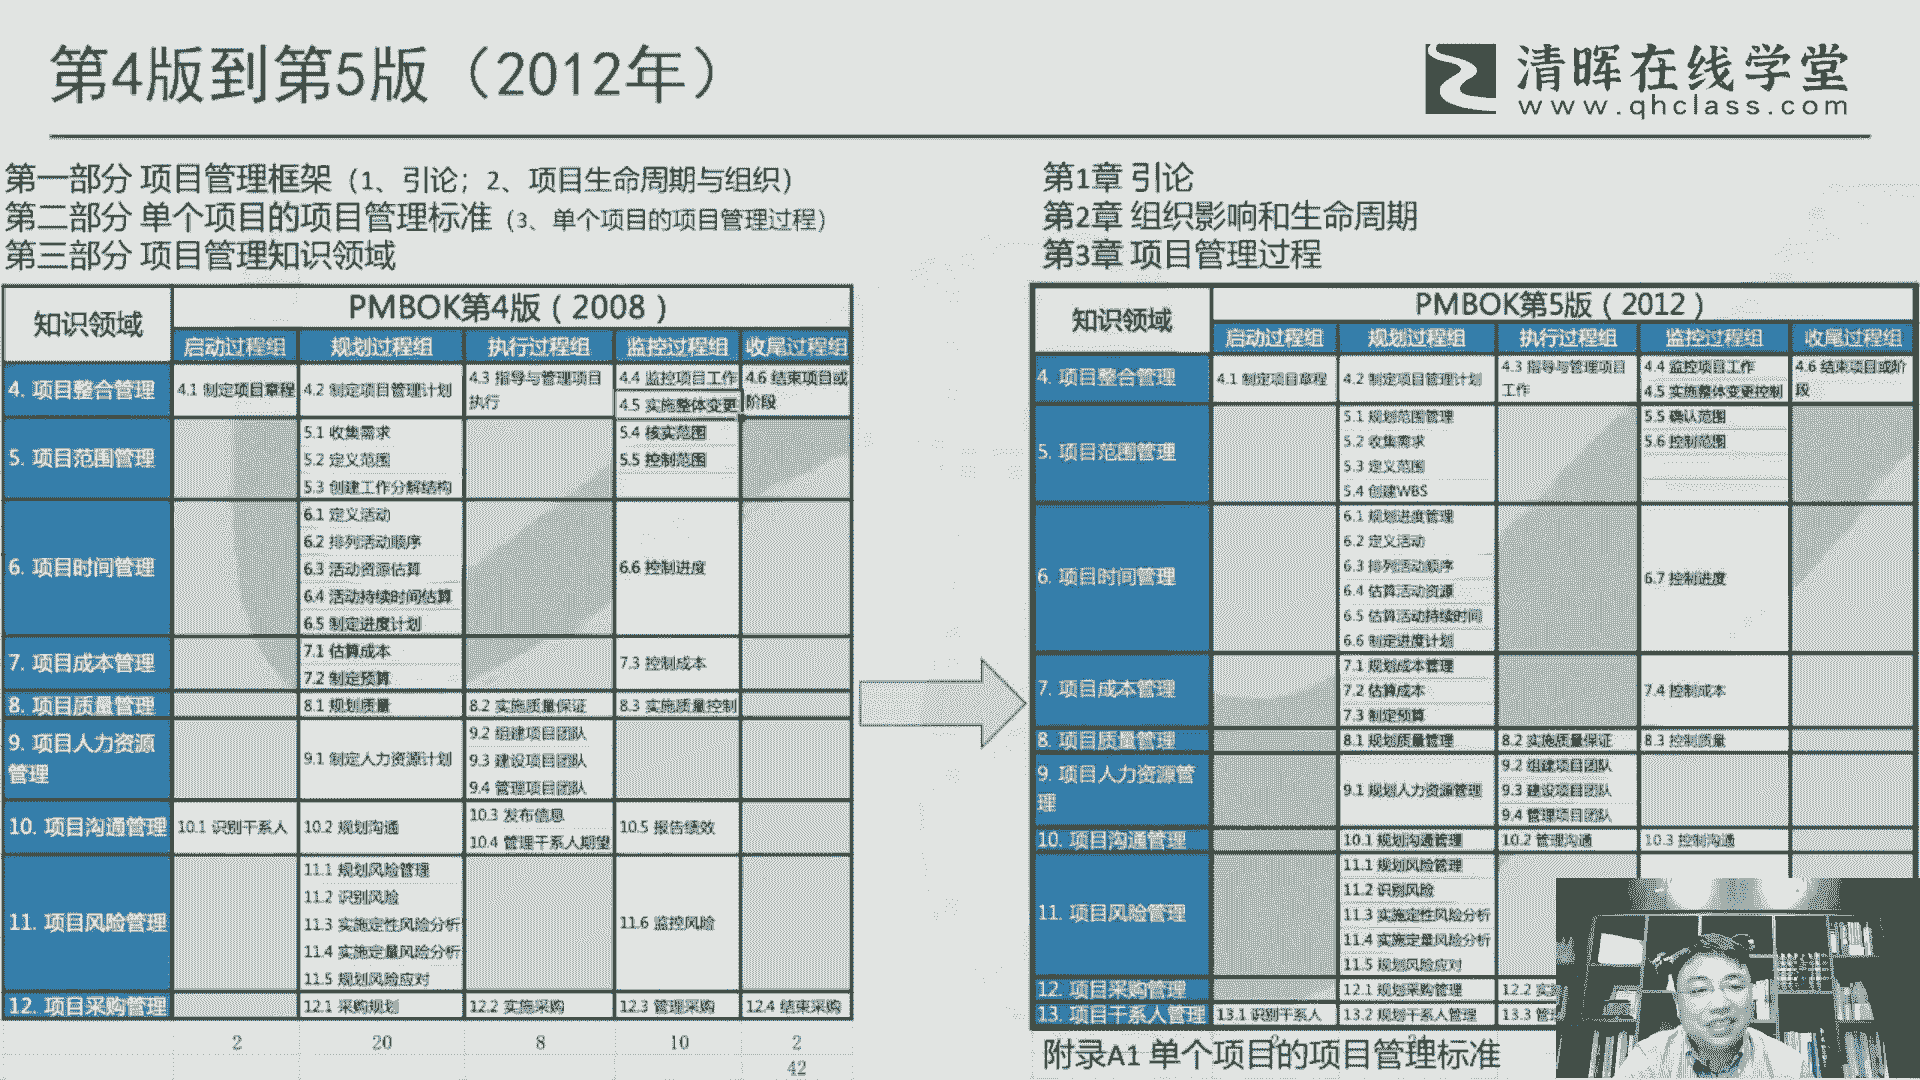 第4版到第5版（2012年）
清晖在线学堂
www.qhclass.com
第一部分 项目管理框架（1、引论；2、项目生命周期与组织）
第二部分 单个项目的项目管理标准（3、单个项目的项目管理过程）
第三部分 项目管理知识领域
知识领域
PMBOK第4版（2008）
启动过程组 规划过程组 执行过程组 监控过程组 收尾过程组
4. 项目整合管理
4.1 制定项目章程
4.2 制定项目管理计划
4.3 指导与管理项目
执行
4.4 监控项目工作
4.5 实施整体变更
4.6 结束项目或
阶段
5. 项目范围管理
5.1 收集需求
5.2 定义范围
5.3 创建工作分解结构
5.4 核实范围
5.5 控制范围
6. 项目时间管理
6.1 定义活动
6.2 排列活动顺序
6.3 活动资源估算
6.4 活动持续时间估算
6.5 制定进度计划
6.6 控制进度
7. 项目成本管理
7.1 估算成本
7.2 制定预算
7.3 控制成本
8. 项目质量管理
8.1 规划质量
8.2 实施质量保证
8.3 实施质量控制
9. 项目人力资源
管理
9.1 制定人力资源计划
9.2 组建项目团队
9.3 建设项目团队
9.4 管理项目团队
10. 项目沟通管理
10.1 识别干系人
10.2 规划沟通
10.3 发布信息
10.4 管理干系人期望
10.5 报告绩效
11. 项目风险管理
11.1 规划风险管理
11.2 识别风险
11.3 实施定性风险分析
11.4 实施定量风险分析
11.5 规划风险应对
11.6 监控风险
12. 项目采购管理
12.1 采购规划
12.2 实施采购
12.3 管理采购
12.4 结束采购
2 20 8 10 2
42
第1章 引论
第2章 组织影响和生命周期
第3章 项目管理过程
知识领域
PMBOK第5版（2012）
启动过程组 规划过程组 执行过程组 监控过程组 收尾过程组
4. 项目整合管理
4.1 制定项目章程
4.2 制定项目管理计划
4.3 指导与管理项目
工作
4.4 监控项目工作
4.5 实施整体变更控制
4.6 结束项目或阶
段
5. 项目范围管理
5.1 规划范围管理
5.2 收集需求
5.3 定义范围
5.4 创建WBS
5.5 确认范围
5.6 控制范围
6. 项目时间管理
6.1 规划进度管理
6.2 定义活动
6.3 排列活动顺序
6.4 估算活动资源
6.5 估算活动持续时间
6.6 制定进度计划
6.7 控制进度
7. 项目成本管理
7.1 规划成本管理
7.2 估算成本
7.3 制定预算
7.4 控制成本
8. 项目质量管理
8.1 规划质量管理
8.2 实施质量保证
8.3 控制质量
9. 项目人力资源管
理
9.1 规划人力资源管理
9.2 组建项目团队
9.3 建设项目团队
9.4 管理项目团队
10. 项目沟通管理
10.1 规划沟通管理
10.2 管理沟通
10.3 控制沟通
11. 项目风险管理
11.1 规划风险管理
11.2 识别风险
11.3 实施定性风险分析
11.4 实施定量风险分析
11.5 规划风险应对
12. 项目采购管理
12.1 规划采购管理
12.2 实
13. 项目干系人管理
13.1 识别干系人
13.2 规划干系人管理
13.3 管
附录A1 单个项目的项目管理标准